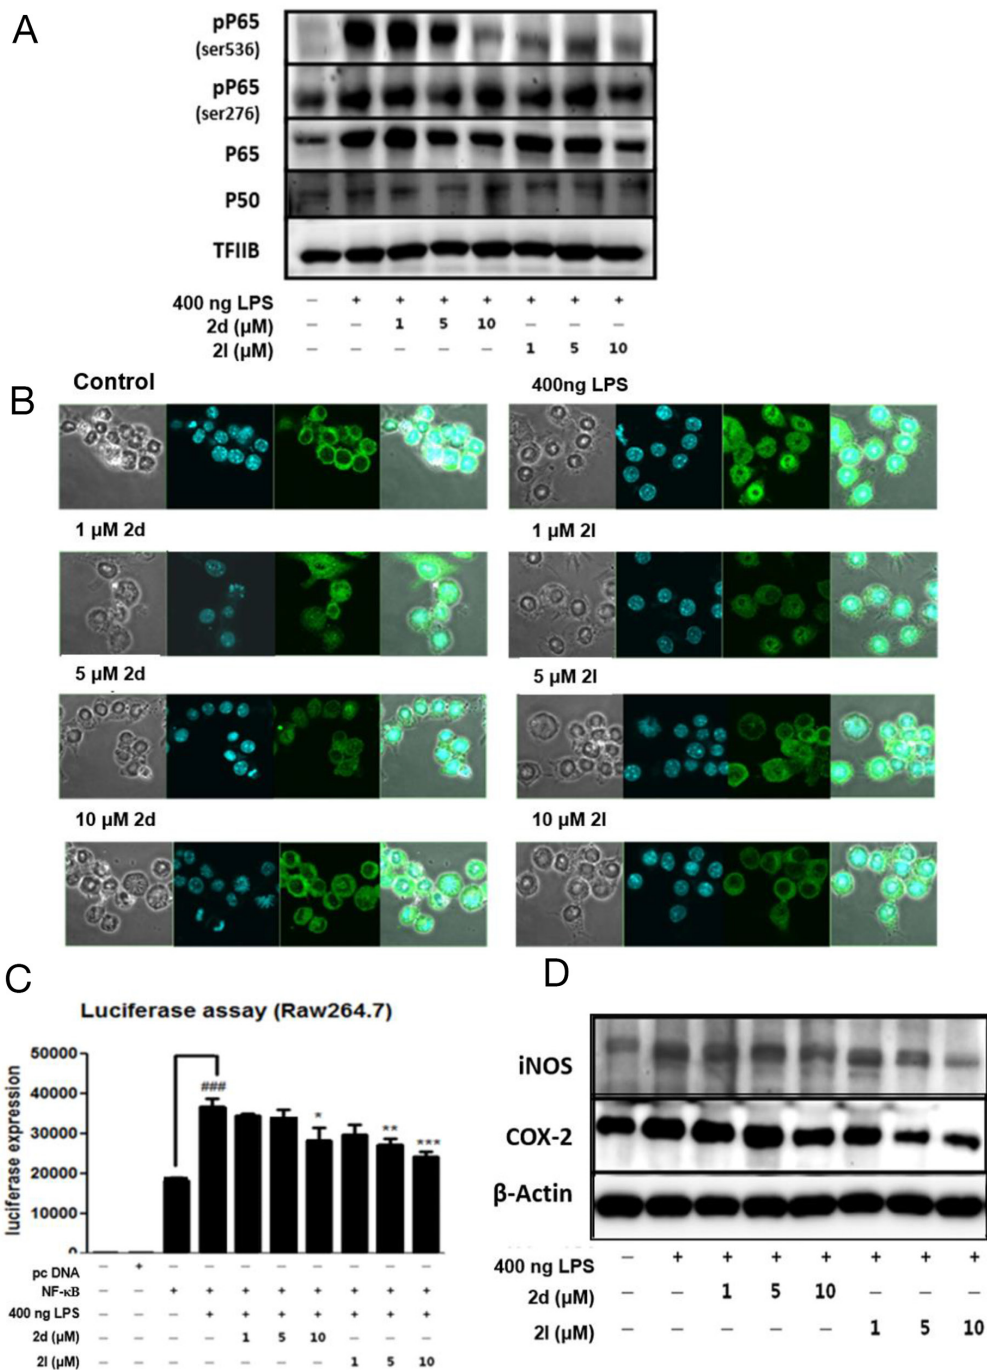 A
pP65
(ser536)
pP65
(ser276)
P65
P50
TFIIB
400 ng LPS – + + + + + + +
2d (µM) – – 1 5 10 – – –
2l (µM) – – – – – 1 5 10
B
Control
400ng LPS
1 µM 2d
1 µM 2l
5 µM 2d
5 µM 2l
10 µM 2d
10 µM 2l
C
Luciferase assay (Raw264.7)
luciferase expression
50000
40000
30000
20000
10000
0
###
*
**
***
pc DNA – + – – – – – – – –
NF-κB – – + + + + + + + +
400 ng LPS – – – + + + + + + +
2d (µM) – – – – 1 5 10 – – –
2l (µM) – – – – – – – 1 5 10
D
iNOS
COX-2
β-Actin
400 ng LPS – + + + + + + +
2d (µM) – – 1 5 10 – – –
2l (µM) – – – – – 1 5 10